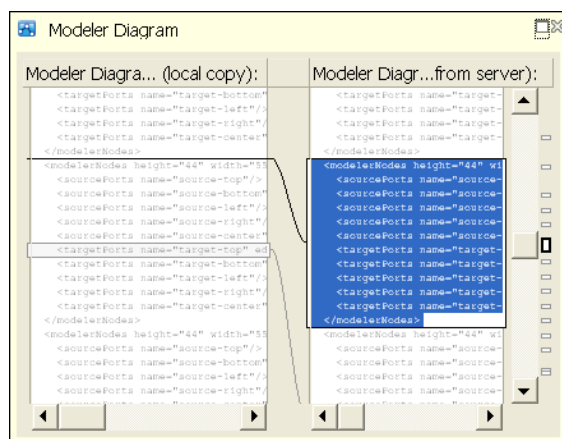 Modeler Diagram
Modeler Diagra... (local copy):
<targetPorts name="target-bottom"
<targetPorts name="target-left"/>
<targetPorts name="target-right"/
<targetPorts name="target-center"
</modelerNodes>
<modelerNodes height="44" width="55
<sourcePorts name="source-top"/>
<sourcePorts name="source-bottom"
<sourcePorts name="source-left"/>
<sourcePorts name="source-right"/
<sourcePorts name="source-center"
<targetPorts name="target-top" ed
<targetPorts name="target-bottom"
<targetPorts name="target-left"/>
<targetPorts name="target-right"/
<targetPorts name="target-center"
</modelerNodes>
<modelerNodes height="44" width="55
<sourcePorts name="source-top"/>
<sourcePorts name="source-bottom"
<sourcePorts name="source-left"/>
<sourcePorts name="source-right"/
Modeler Diagr...from server):
<targetPorts name="target-
<targetPorts name="target-
<targetPorts name="target-
<targetPorts name="target-
</modelerNodes>
<modelerNodes height="44" wi
<sourcePorts name="source-
<sourcePorts name="source-
<sourcePorts name="source-
<sourcePorts name="source-
<sourcePorts name="source-
<targetPorts name="target-
<targetPorts name="target-
<targetPorts name="target-
<targetPorts name="target-
<targetPorts name="target-
</modelerNodes>
<modelerNodes height="44" wi
<sourcePorts name="source-
<sourcePorts name="source-
<sourcePorts name="source-
<sourcePorts name="source-